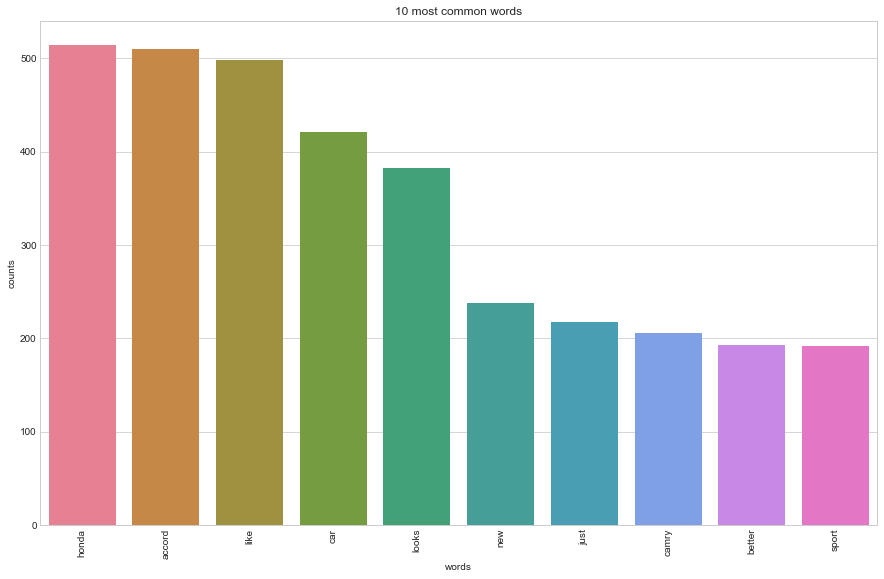 10 most common words
counts
500
400
300
200
100
0
honda
accord
like
car
looks
new
just
camry
better
sport
words